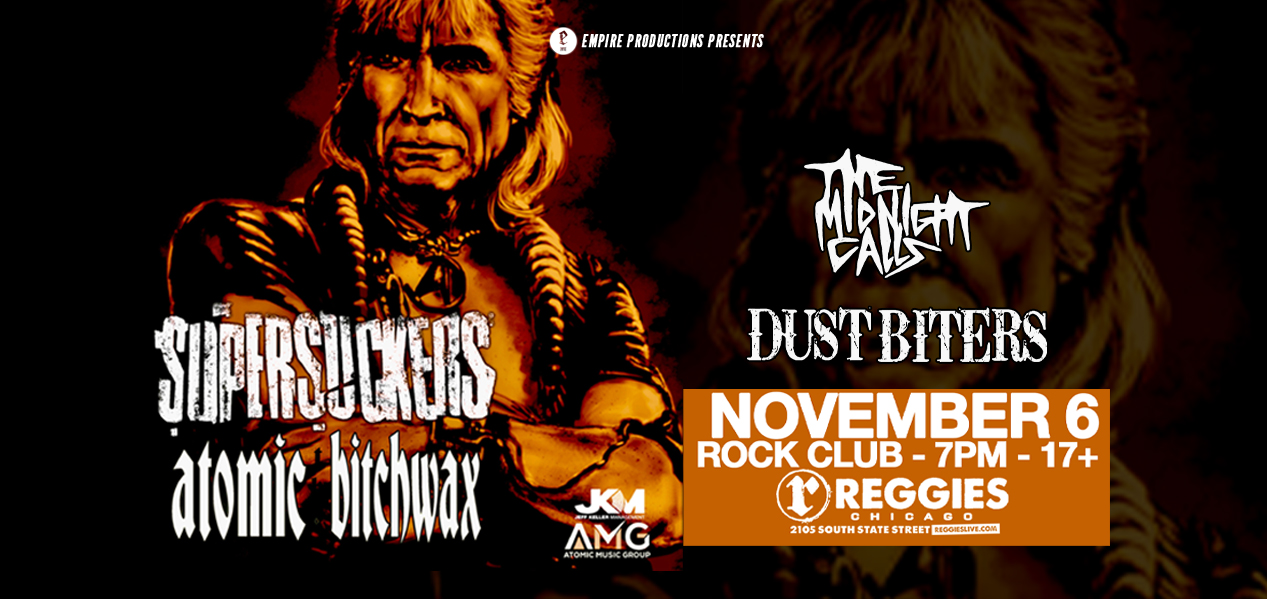 EMPIRE PRODUCTIONS PRESENTS
THE
SUPERSUCKERS
atomic bitchwax
JKM
JEFF KELLER MANAGEMENT
AMG
ATOMIC MUSIC GROUP
THE
MIDNIGHT
CALLS
DUST BITERS
NOVEMBER 6
ROCK CLUB - 7PM - 17+
r REGGIES
CHICAGO
2105 SOUTH STATE STREET REGGIESLIVE.COM